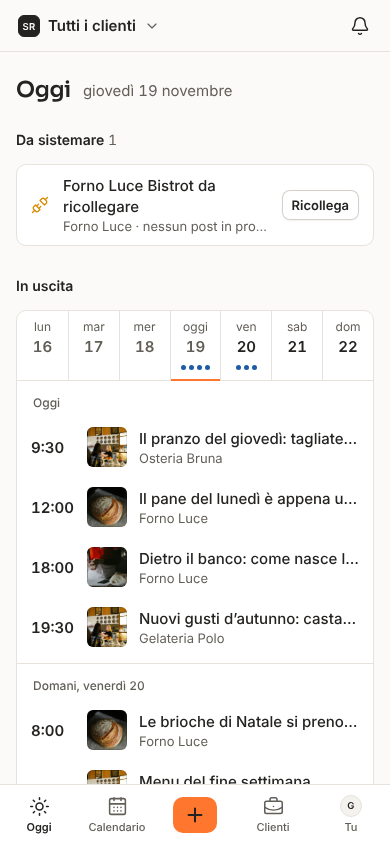 SR Tutti i clienti
Oggi giovedì 19 novembre
Da sistemare 1
Forno Luce Bistrot da
ricollegare
Forno Luce · nessun post in pro...
Ricollega
In uscita
lun mar mer oggi ven sab dom
16 17 18 19 20 21 22
Oggi
9:30 Il pranzo del giovedì: tagliate...
Osteria Bruna
12:00 Il pane del lunedì è appena u...
Forno Luce
18:00 Dietro il banco: come nasce l...
Forno Luce
19:30 Nuovi gusti d’autunno: casta...
Gelateria Polo
Domani, venerdì 20
8:00 Le brioche di Natale si preno...
Forno Luce
Menu del fine settimana
G
Oggi Calendario Clienti Tu